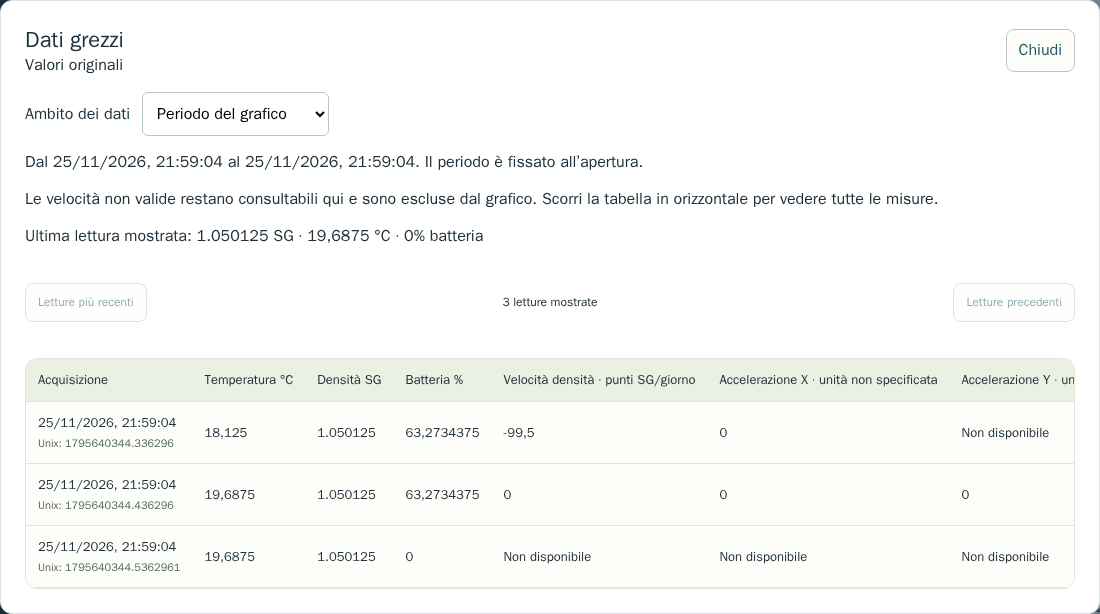 Dati grezzi
Valori originali
Chiudi
Ambito dei dati
Periodo del grafico
Dal 25/11/2026, 21:59:04 al 25/11/2026, 21:59:04. Il periodo è fissato all'apertura.
Le velocità non valide restano consultabili qui e sono escluse dal grafico. Scorri la tabella in orizzontale per vedere tutte le misure.
Ultima lettura mostrata: 1.050125 SG · 19,6875 °C · 0% batteria
Letture più recenti
3 letture mostrate
Letture precedenti
Acquisizione Temperatura °C Densità SG Batteria % Velocità densità · punti SG/giorno Accelerazione X · unità non specificata Accelerazione Y · un
25/11/2026, 21:59:04
Unix: 1795640344.336296
18,125 1.050125 63,2734375 -99,5 0 Non disponibile
25/11/2026, 21:59:04
Unix: 1795640344.436296
19,6875 1.050125 63,2734375 0 0 0
25/11/2026, 21:59:04
Unix: 1795640344.5362961
19,6875 1.050125 0 Non disponibile Non disponibile Non disponibile